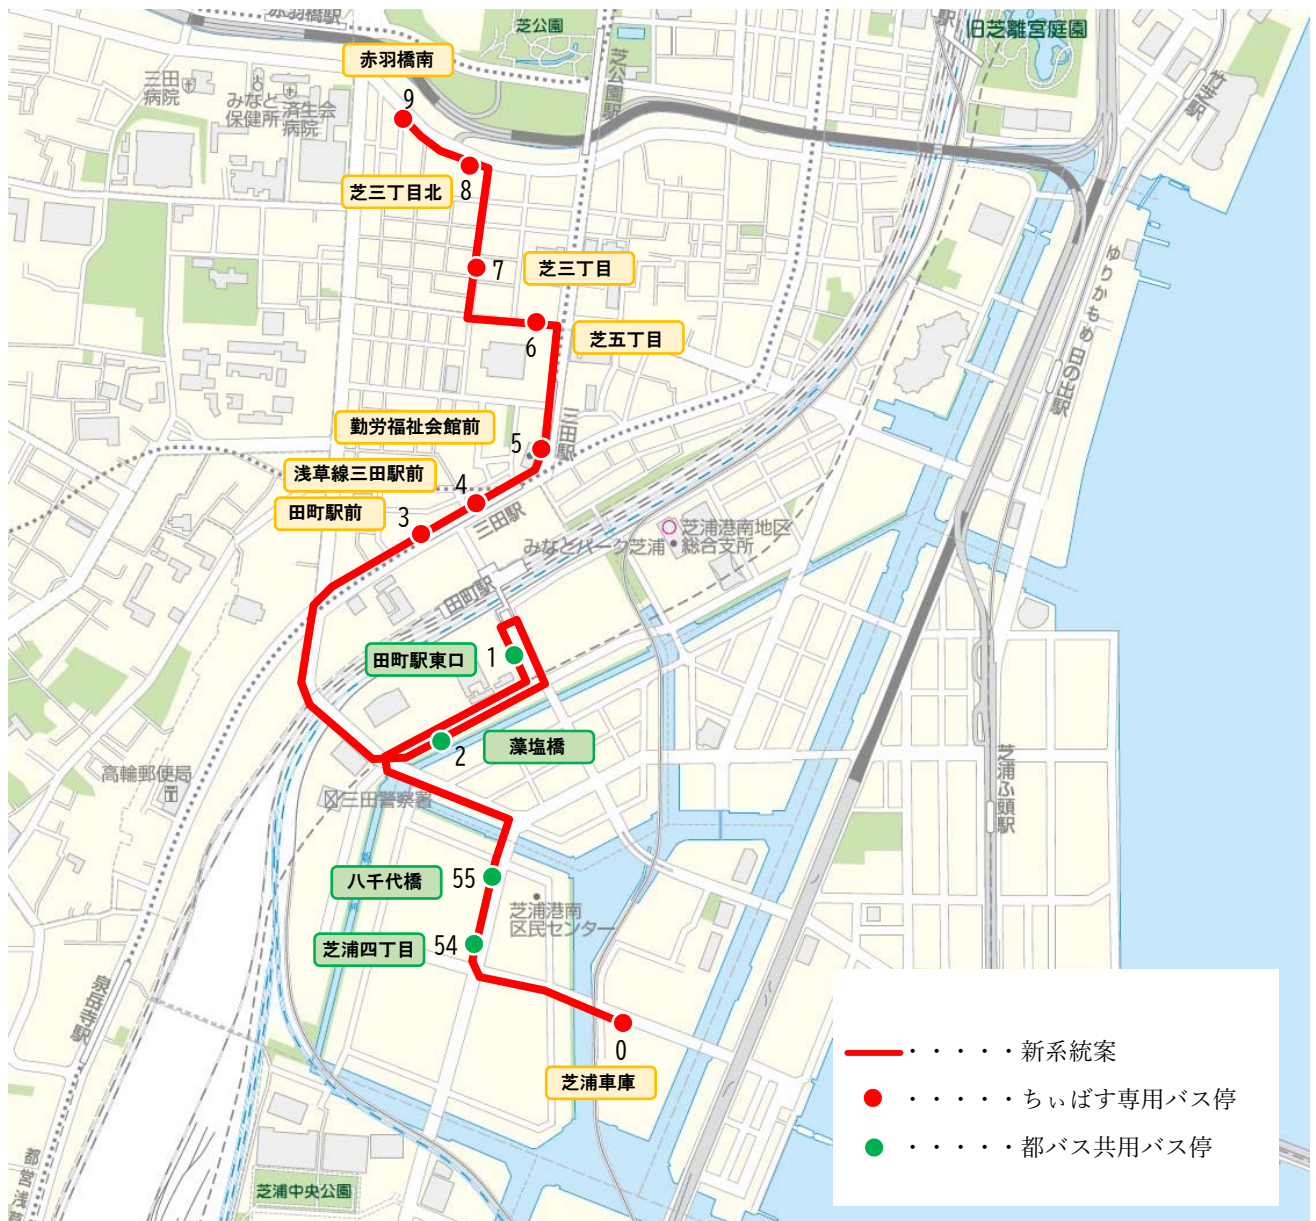 赤羽橋駅
芝公園
旧芝離宮庭園
赤羽橋南
三田
病院
みなと
保健所
済生会
病院
芝公園駅
竹芝駅
9
芝三丁目北
8
7
芝三丁目
ゆりかもめ
日の出駅
6
芝五丁目
勤労福祉会館前
5
三田駅
浅草線三田駅前
4
田町駅前
3
三田駅
芝浦港南地区
総合支所
みなとパーク芝浦
田町駅
田町駅東口
1
藻塩橋
2
高輪郵便局
三田警察署
芝浦ふ頭駅
八千代橋
55
芝浦港南
区民センター
芝浦四丁目
54
泉岳寺駅
0
芝浦車庫
都営浅草
芝浦中央公園
・・・・・新系統案
・・・・・ちぃばす専用バス停
・・・・・都バス共用バス停